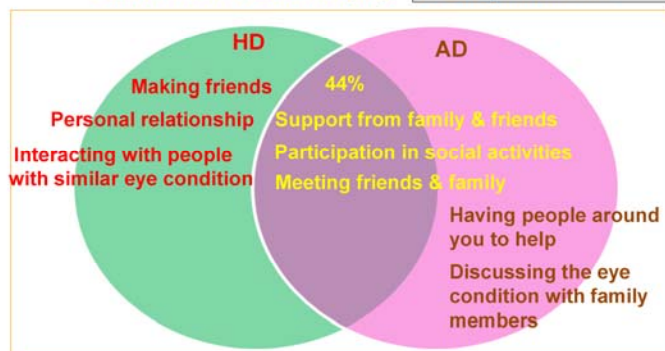 HD
AD
Making friends
44%
Personal relationship
Support from family & friends
Interacting with people
with similar eye condition
Participation in social activities
Meeting friends & family
Having people around
you to help
Discussing the eye
condition with family
members